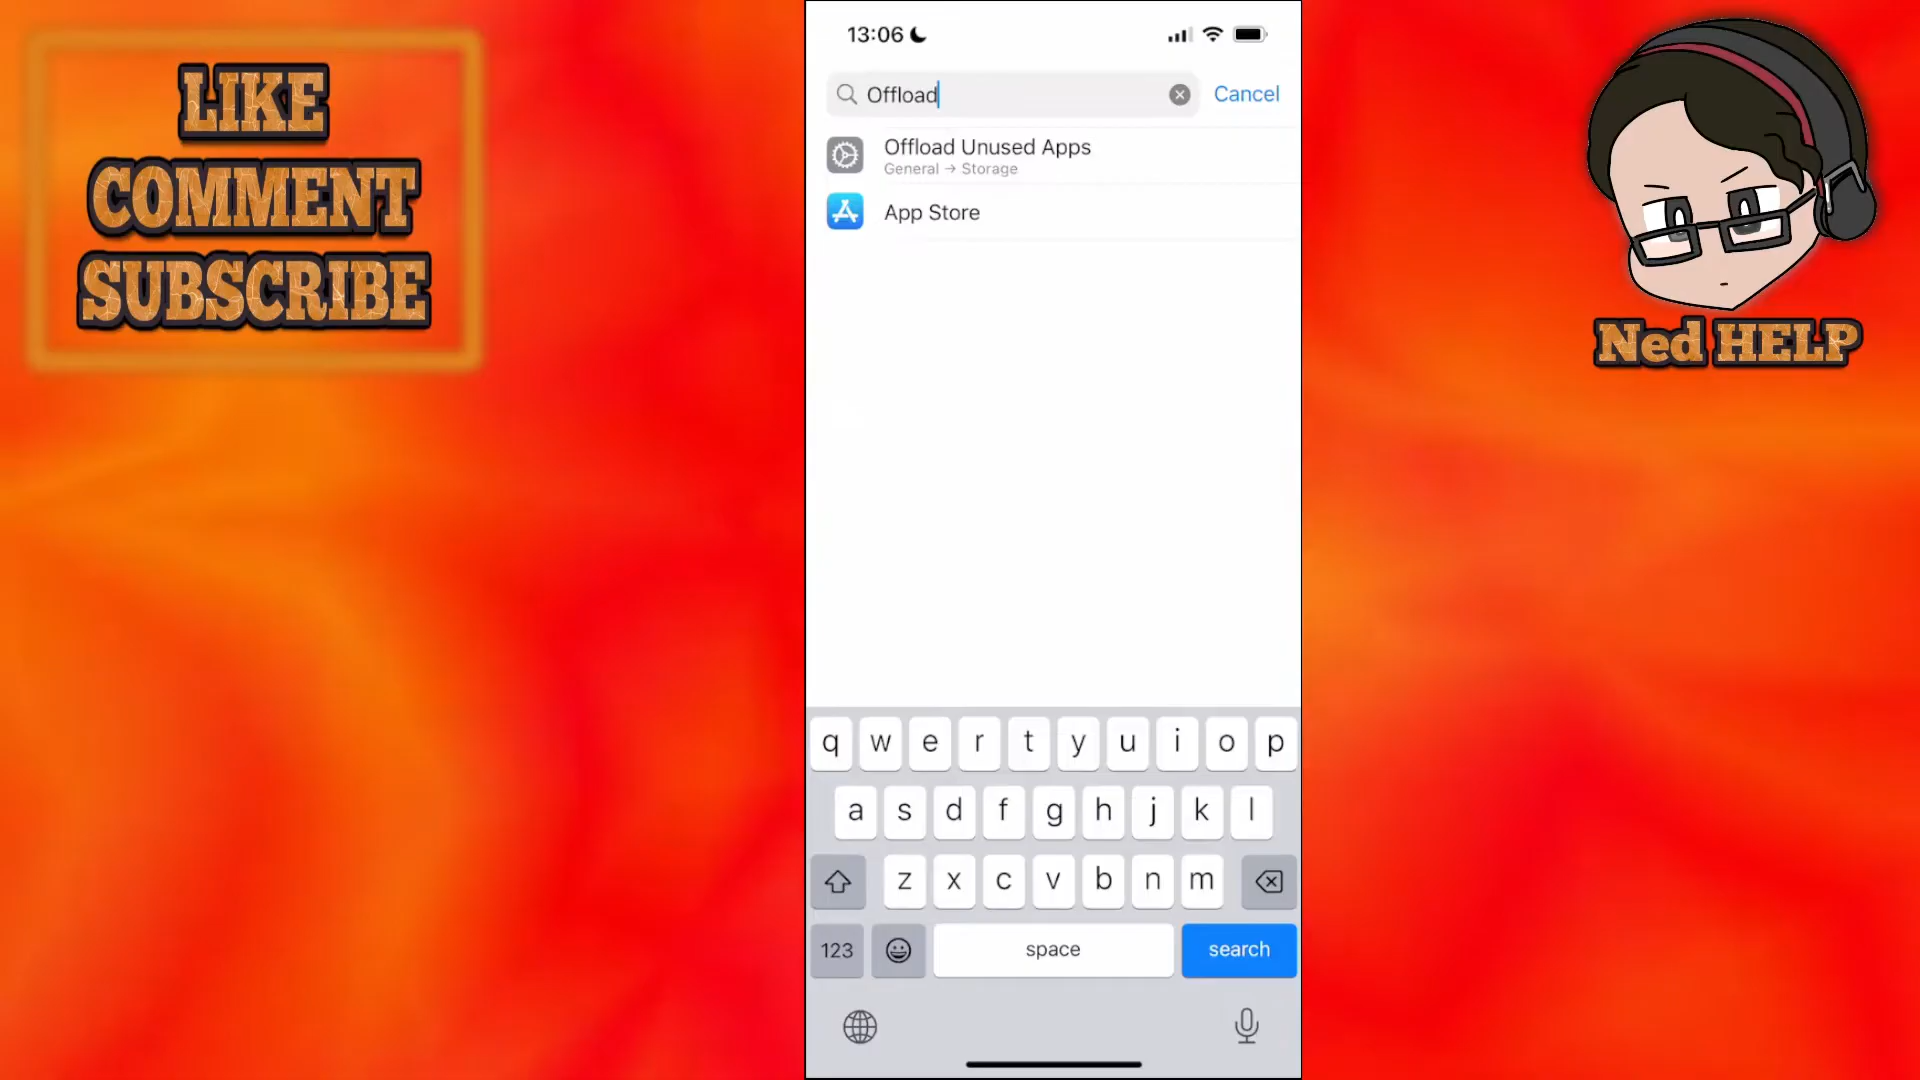 LIKE
COMMENT
SUBSCRIBE
13:06
Offload
Cancel
Offload Unused Apps
General → Storage
App Store
Ned HELP
q w e r t y u i o p
a s d f g h j k l
z x c v b n m
123 space search